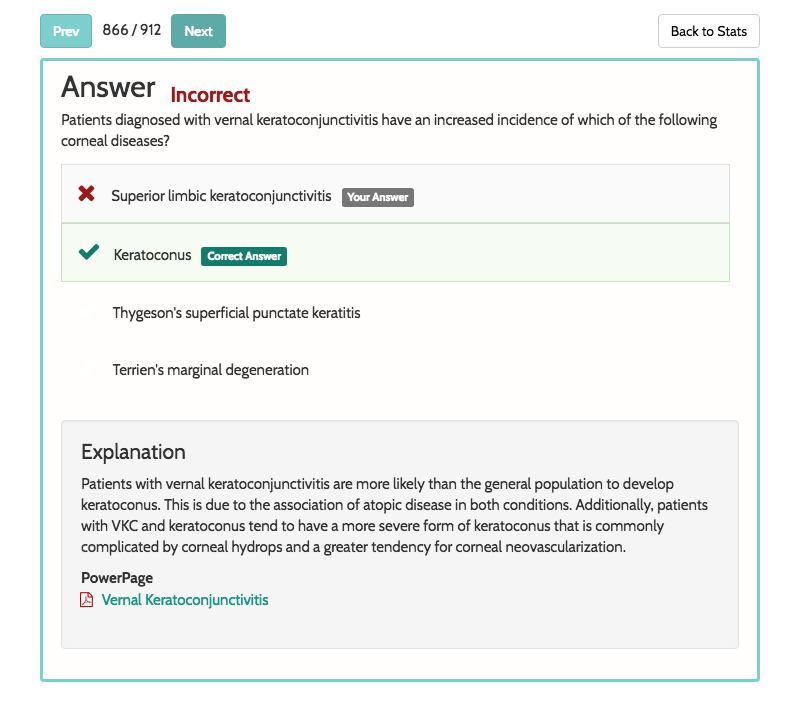 Prev 866 / 912 Next Back to Stats
Answer Incorrect
Patients diagnosed with vernal keratoconjunctivitis have an increased incidence of which of the following
corneal diseases?
Superior limbic keratoconjunctivitis Your Answer
Keratoconus Correct Answer
Thygeson's superficial punctate keratitis
Terrien's marginal degeneration
Explanation
Patients with vernal keratoconjunctivitis are more likely than the general population to develop
keratoconus. This is due to the association of atopic disease in both conditions. Additionally, patients
with VKC and keratoconus tend to have a more severe form of keratoconus that is commonly
complicated by corneal hydrops and a greater tendency for corneal neovascularization.
PowerPage
Vernal Keratoconjunctivitis